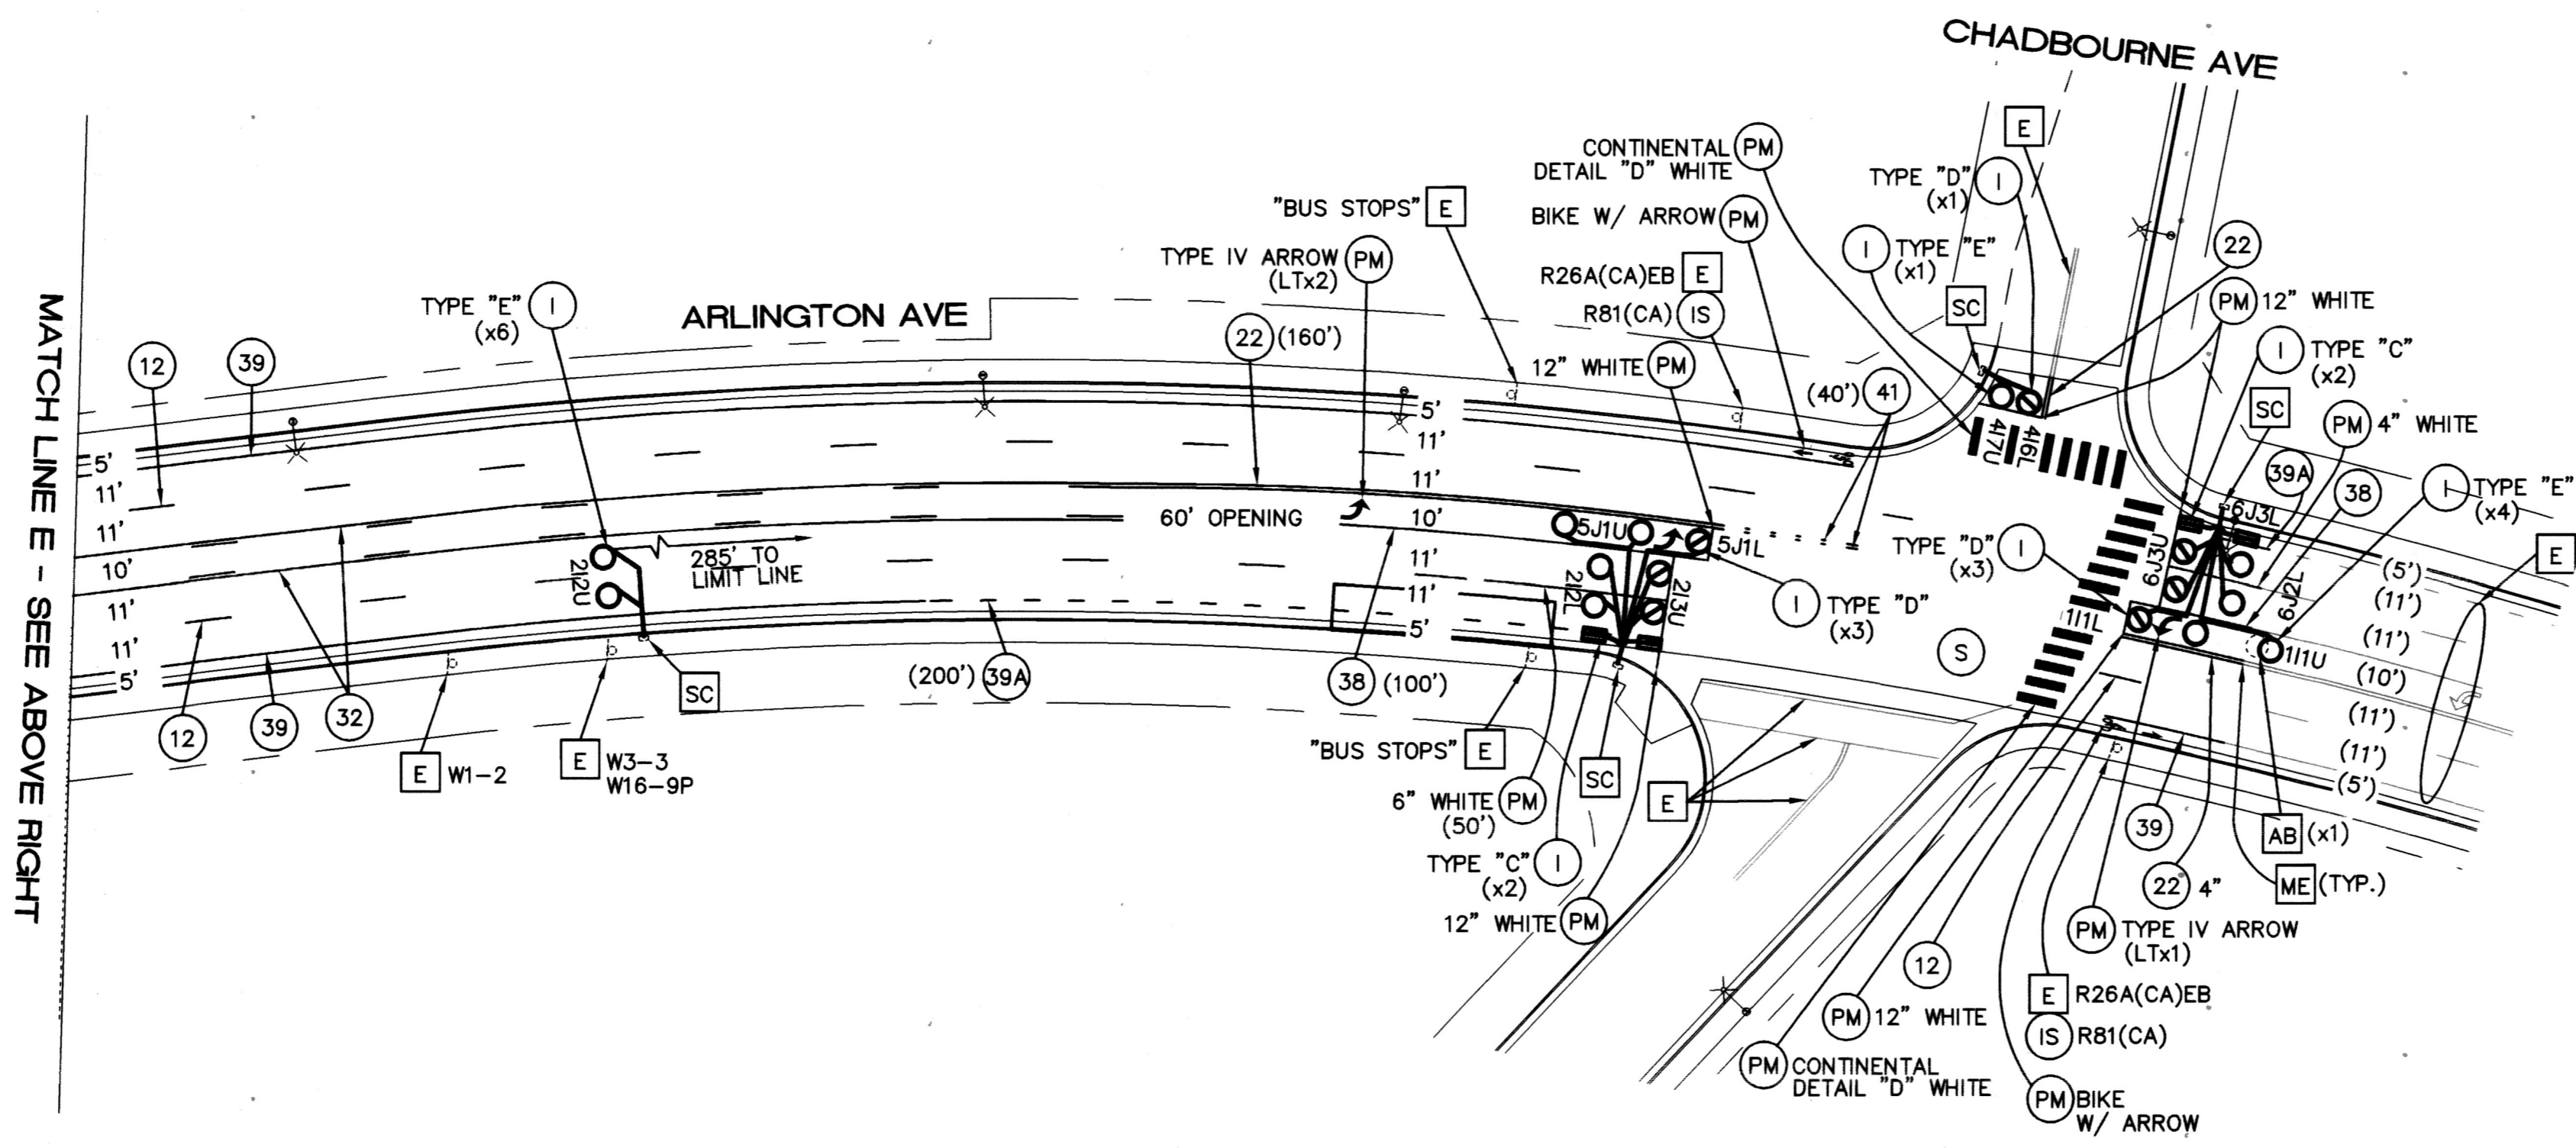 CHADBOURNE AVE
E
CONTINENTAL PM
DETAIL "D" WHITE
TYPE "D" I
(x1)
"BUS STOPS" E
BIKE W/ ARROW PM
I TYPE "E"
(x1)
22
TYPE IV ARROW PM
(LTx2)
R26A(CA)EB E
R81(CA) IS
SC
PM 12" WHITE
TYPE "E" I
(x6)
ARLINGTON AVE
22 (160')
12" WHITE PM
(40') 41
I TYPE "C"
(x2)
SC
PM 4" WHITE
12
39
39A
38
I TYPE "E"
(x4)
MATCH LINE E - SEE ABOVE RIGHT
5'
11'
11'
10'
11'
11'
5'
5'
11'
11'
10'
11'
11'
5'
60' OPENING
285' TO
LIMIT LINE
2I2U
5J1U
5J1L
2I2L
2I3U
4I7U
4I6L
6J3L
6J3U
6J2L
1I1L
1I1U
TYPE "D" I
(x3)
I TYPE "D"
(x3)
S
E
(5')
(11')
(11')
(10')
(11')
(11')
(5')
12
39
32
SC
(200') 39A
38 (100')
E W1-2
E W3-3
W16-9P
"BUS STOPS" E
SC
E
6" WHITE PM
(50')
TYPE "C" I
(x2)
12" WHITE PM
39
AB (x1)
22 4"
ME (TYP.)
PM TYPE IV ARROW
(LTx1)
12
E R26A(CA)EB
PM 12" WHITE
IS R81(CA)
PM CONTINENTAL
DETAIL "D" WHITE
PM BIKE
W/ ARROW